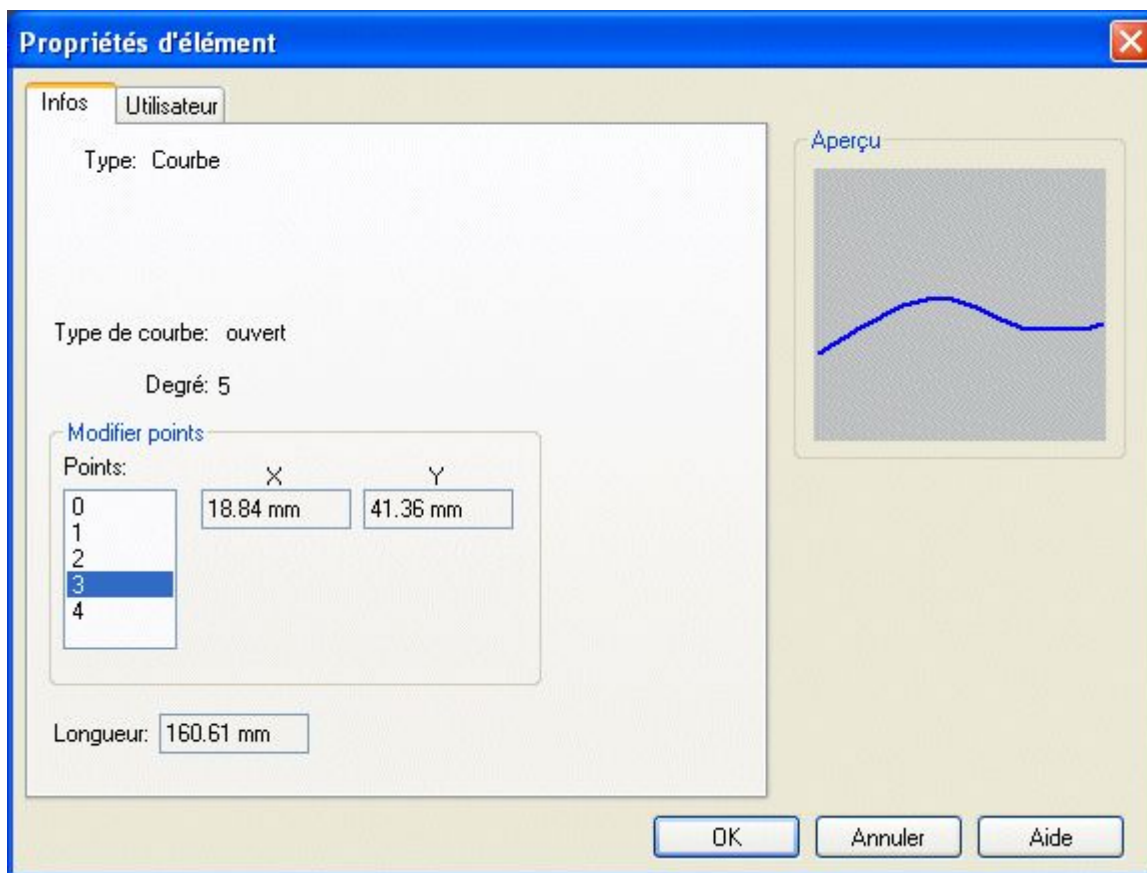 Propriétés d'élément
Infos
Utilisateur
Type: Courbe
Aperçu
Type de courbe: ouvert
Degré: 5
Modifier points
Points:
X
Y
0
18.84 mm
41.36 mm
1
2
3
4
Longueur: 160.61 mm
OK
Annuler
Aide